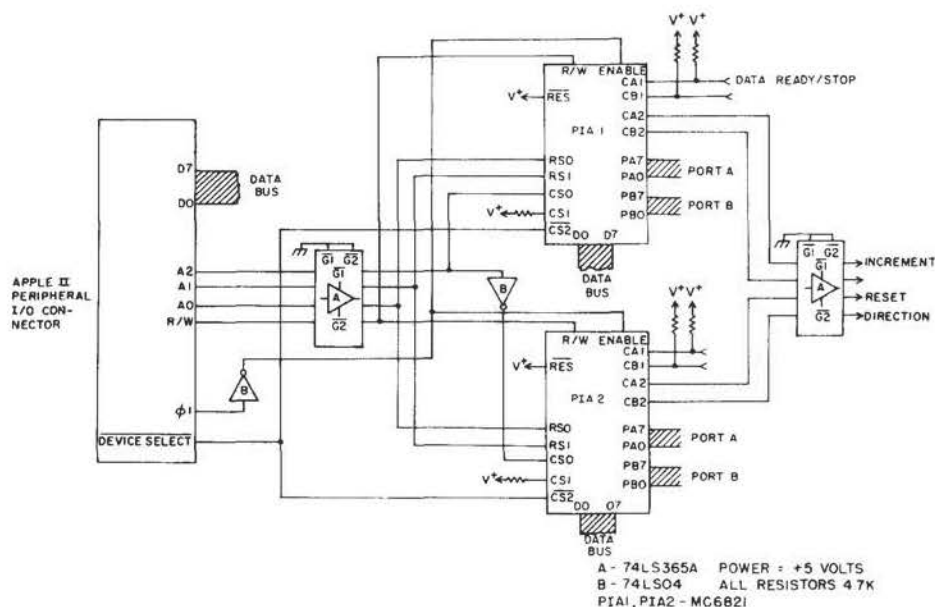 V+ V+
R/W ENABLE
CA1 DATA READY/STOP
V+ RES CB1
CA2
PIA 1 CB2
D7
DATA BUS
D0
RS0 PA7
RS1 PA0 PORT A
CS0 PB7
V+ CS1 PB0 PORT B
CS2
D0 D7
DATA BUS
G1 G2
G1
A
G2
APPLE II PERIPHERAL I/O CON-NECTOR
A2
A1
A0
R/W
B
V+ V+
G1 G2
G1
A
G2
INCREMENT
RESET
DIRECTION
R/W ENABLE
CA1
V+ RES CB1
CA2
PIA 2 CB2
B
φ1
DEVICE SELECT
RS0 PA7
RS1 PA0 PORT A
CS0 PB7
V+ CS1 PB0 PORT B
CS2
D0 D7
DATA BUS
A - 74LS365A POWER = +5 VOLTS
B - 74LS04 ALL RESISTORS 4.7K
PIA1, PIA2 - MC6821